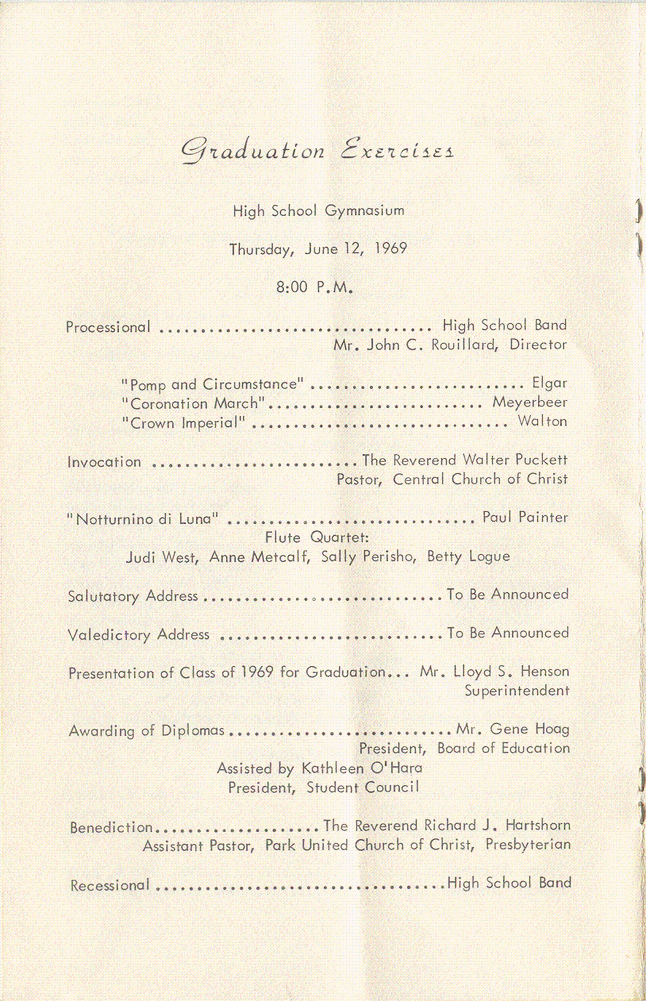 Graduation Exercises
High School Gymnasium
Thursday, June 12, 1969
8:00 P.M.
Processional ................................. High School Band
Mr. John C. Rouillard, Director
"Pomp and Circumstance" .......................... Elgar
"Coronation March".......................... Meyerbeer
"Crown Imperial" ............................... Walton
Invocation .........................The Reverend Walter Puckett
Pastor, Central Church of Christ
"Notturnino di Luna" .............................. Paul Painter
Flute Quartet:
Judi West, Anne Metcalf, Sally Perisho, Betty Logue
Salutatory Address .............................To Be Announced
Valedictory Address ...........................To Be Announced
Presentation of Class of 1969 for Graduation... Mr. Lloyd S. Henson
Superintendent
Awarding of Diplomas...........................Mr. Gene Hoag
President, Board of Education
Assisted by Kathleen O'Hara
President, Student Council
Benediction....................The Reverend Richard J. Hartshorn
Assistant Pastor, Park United Church of Christ, Presbyterian
Recessional ...................................High School Band